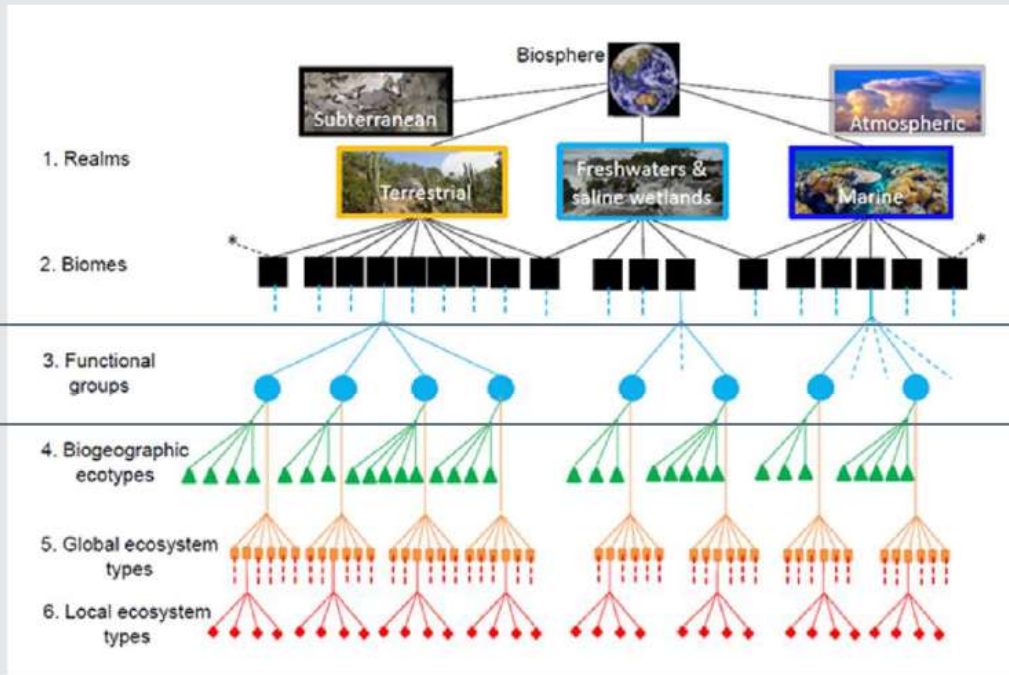 Biosphere
Subterranean
Atmospheric
1. Realms
Terrestrial
Freshwaters &
saline wetlands
Marine
*
*
2. Biomes
3. Functional
groups
4. Biogeographic
ecotypes
5. Global ecosystem
types
6. Local ecosystem
types